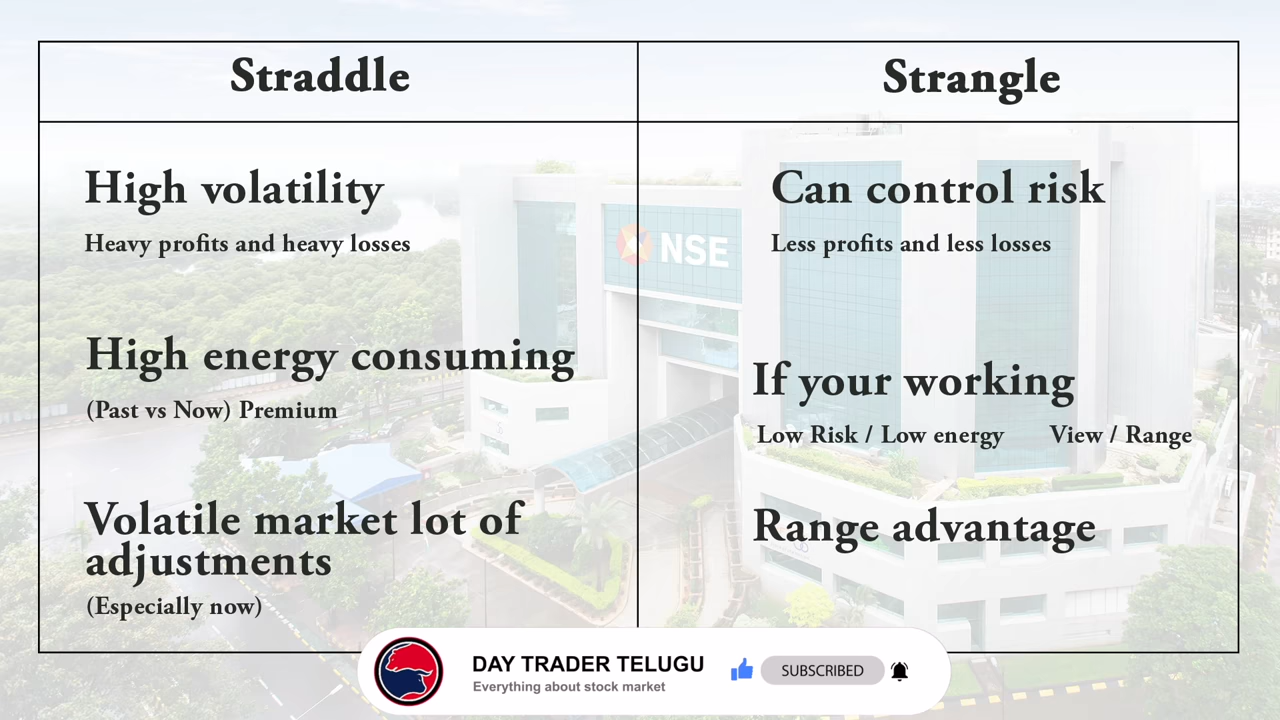 Straddle
Strangle
High volatility
Heavy profits and heavy losses
High energy consuming
(Past vs Now) Premium
Volatile market lot of
adjustments
(Especially now)
Can control risk
Less profits and less losses
If your working
Low Risk / Low energy View / Range
Range advantage
NSE
DAY TRADER TELUGU
Everything about stock market
SUBSCRIBED